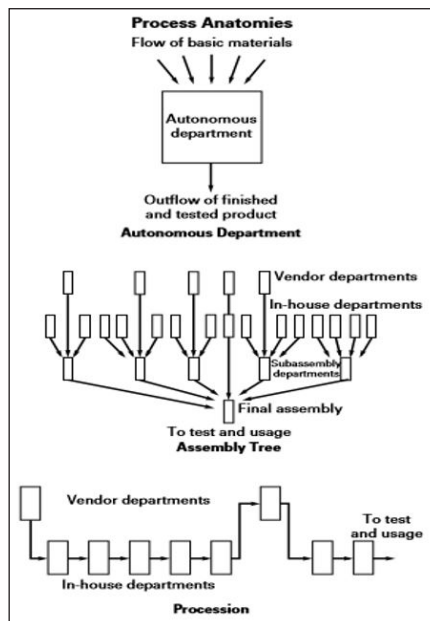 Process Anatomies
Flow of basic materials
Autonomous
department
Outflow of finished
and tested product
Autonomous Department
Vendor departments
In-house departments
Subassembly
departments
Final assembly
To test and usage
Assembly Tree
Vendor departments
To test
and usage
In-house departments
Procession